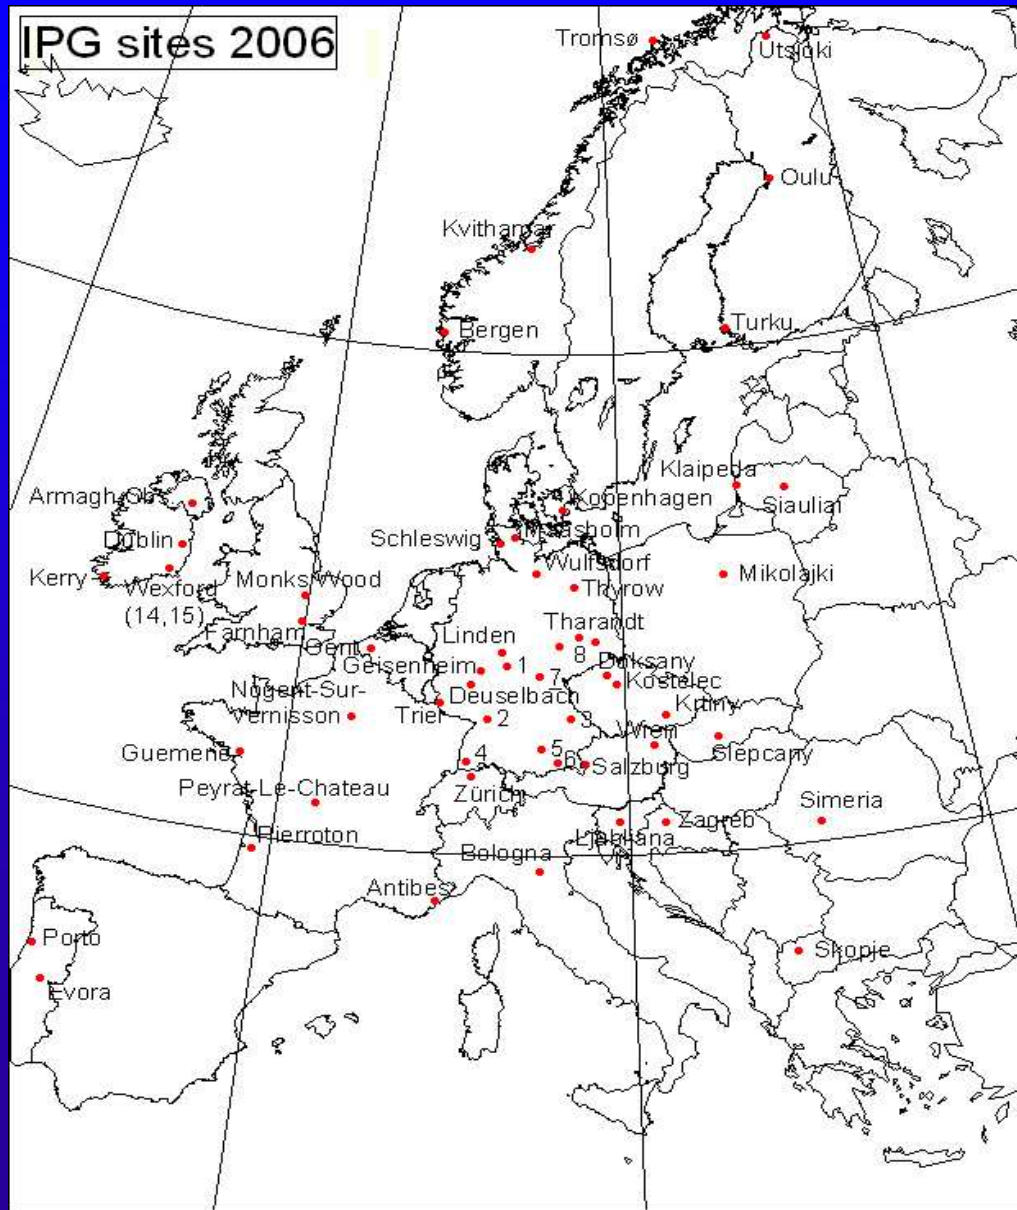 IPG sites 2006
Tromsø
Utsjoki
Oulu
Kvithamar
Bergen
Turku
Klaipeda
Armagh Obs.
Kopenhagen
Siauliai
Dublin
Schleswig
Maasholm
Wulfsdorf
Kerry
Monks Wood
Mikolajki
Thyrow
Wexford
(14,15)
Farnham
Tharandt
Gent
Linden
8
Geisenheim
1
Doksany
7
Kostelec
Nogent-Sur-
Vernisson
Deuselbach
Trier
2
3
Krtiny
Wien
Guemene
4
5
6
Salzburg
Slepcany
Peyrat-Le-Chateau
Zürich
Simeria
Pierroton
Ljubljana
Zagreb
Bologna
Antibes
Porto
Skopje
Evora